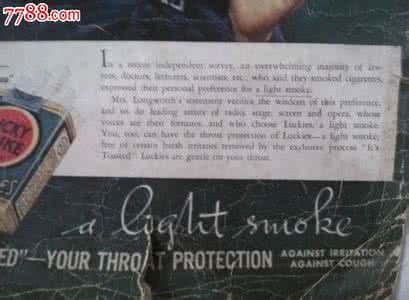 7788.com
In a recent independent survey, an overwhelming majority of law-
yers, doctors, lecturers, scientists, etc., who said they smoked cigarettes,
expressed their personal preference for a light smoke.
Mrs. Longworth's statement verifies the wisdom of this preference,
and so do leading artists of radio, stage, screen and opera, whose
voices are their fortunes, and who choose Luckies, a light smoke.
You, too, can have the throat protection of Luckies—a light smoke,
free of certain harsh irritants removed by the exclusive process "It's
Toasted". Luckies are gentle on your throat.
CKY
IKE
IES
a light smoke
ED"—YOUR THROAT PROTECTION
AGAINST IRRITATION
AGAINST COUGH